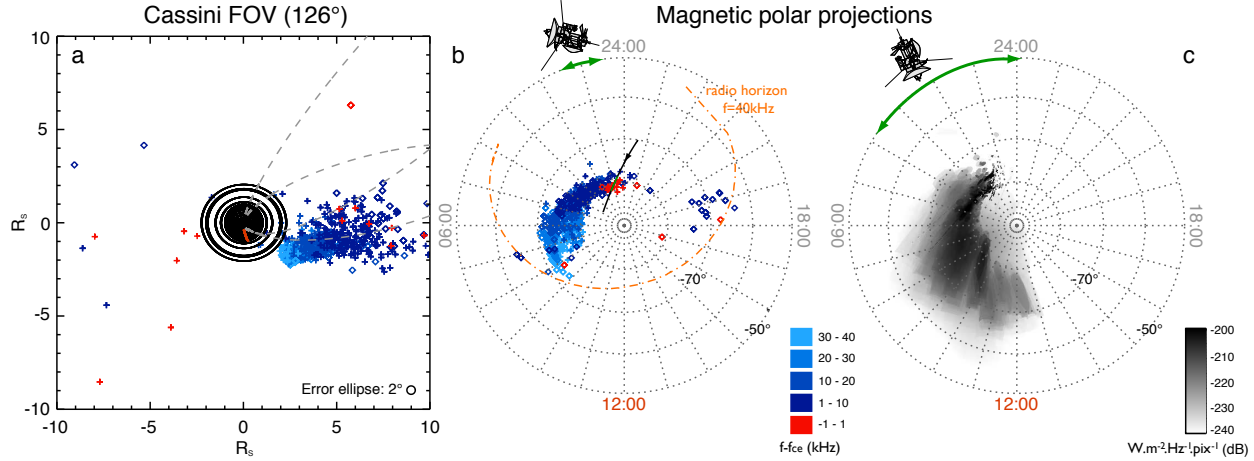 Cassini FOV (126°)
Magnetic polar projections
a
10
5
0
-5
-10
-10
-5
0
5
10
R_s
R_s
Error ellipse: 2°
b
24:00
06:00
18:00
12:00
radio horizon
f=40kHz
-70°
-50°
30 - 40
20 - 30
10 - 20
1 - 10
-1 - 1
f-f_ce (kHz)
c
24:00
06:00
18:00
12:00
-70°
-50°
-200
-210
-220
-230
-240
W.m⁻².Hz⁻¹.pix⁻¹ (dB)